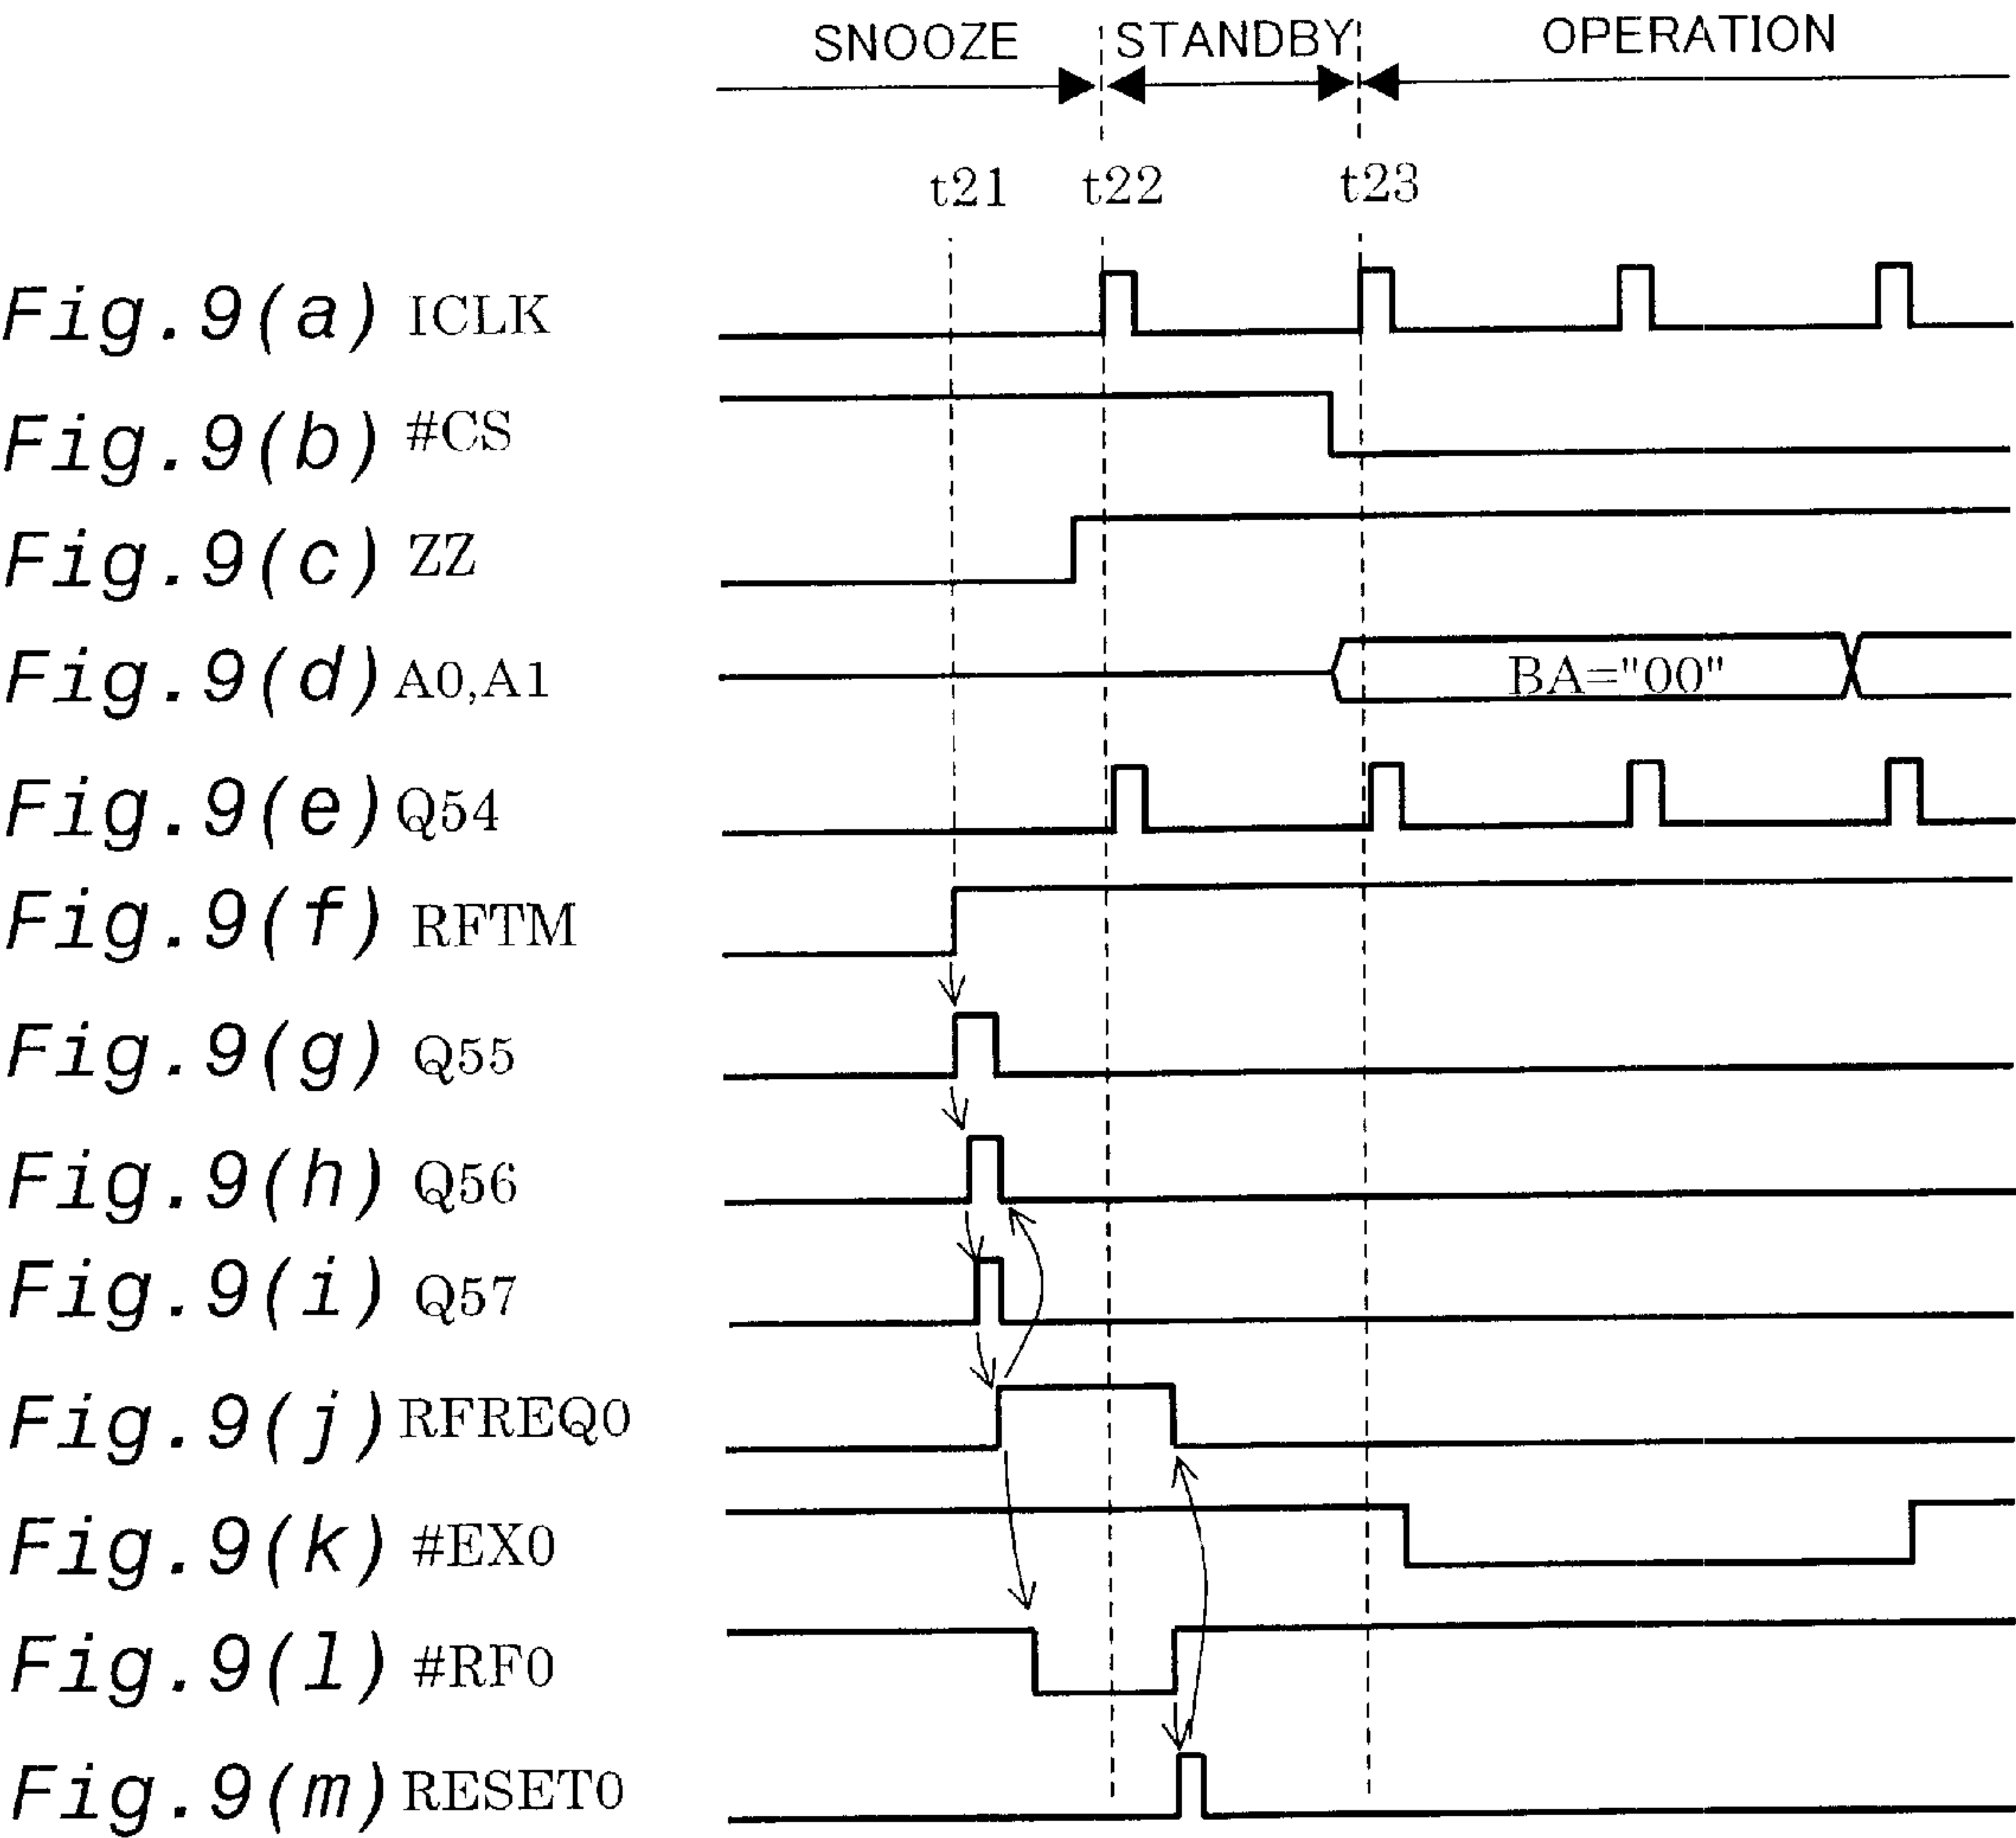 SNOOZE STANDBY OPERATION
t21 t22 t23
Fig.9(a) ICLK
Fig.9(b) #CS
Fig.9(c) ZZ
Fig.9(d) A0,A1 BA="00"
Fig.9(e) Q54
Fig.9(f) RFTM
Fig.9(g) Q55
Fig.9(h) Q56
Fig.9(i) Q57
Fig.9(j) RFREQ0
Fig.9(k) #EX0
Fig.9(l) #RF0
Fig.9(m) RESET0